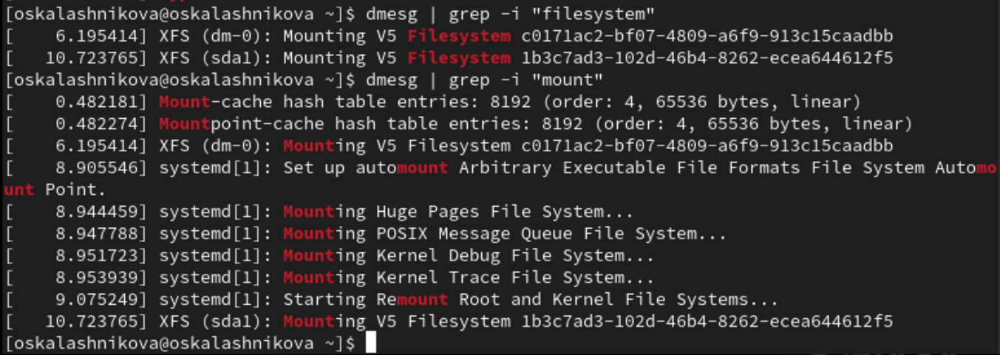 [oskalashnikova@oskalashnikova ~]$ dmesg | grep -i "filesystem"
[    6.195414] XFS (dm-0): Mounting V5 Filesystem c0171ac2-bf07-4809-a6f9-913c15caadbb
[   10.723765] XFS (sda1): Mounting V5 Filesystem 1b3c7ad3-102d-46b4-8262-ecea644612f5
[oskalashnikova@oskalashnikova ~]$ dmesg | grep -i "mount"
[    0.482181] Mount-cache hash table entries: 8192 (order: 4, 65536 bytes, linear)
[    0.482274] Mountpoint-cache hash table entries: 8192 (order: 4, 65536 bytes, linear)
[    6.195414] XFS (dm-0): Mounting V5 Filesystem c0171ac2-bf07-4809-a6f9-913c15caadbb
[    8.905546] systemd[1]: Set up automount Arbitrary Executable File Formats File System Automo
unt Point.
[    8.944459] systemd[1]: Mounting Huge Pages File System...
[    8.947788] systemd[1]: Mounting POSIX Message Queue File System...
[    8.951723] systemd[1]: Mounting Kernel Debug File System...
[    8.953939] systemd[1]: Mounting Kernel Trace File System...
[    9.075249] systemd[1]: Starting Remount Root and Kernel File Systems...
[   10.723765] XFS (sda1): Mounting V5 Filesystem 1b3c7ad3-102d-46b4-8262-ecea644612f5
[oskalashnikova@oskalashnikova ~]$